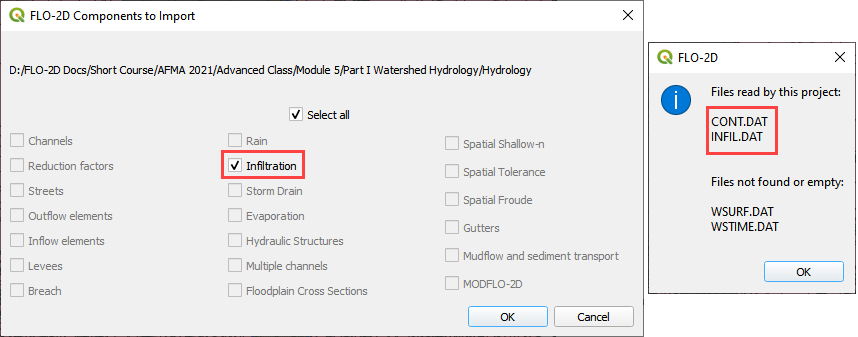 FLO-2D Components to Import
D:/FLO-2D Docs/Short Course/AFMA 2021/Advanced Class/Module 5/Part I Watershed Hydrology/Hydrology
Select all
Channels
Reduction factors
Streets
Outflow elements
Inflow elements
Levees
Breach
Rain
Infiltration
Storm Drain
Evaporation
Hydraulic Structures
Multiple channels
Floodplain Cross Sections
Spatial Shallow-n
Spatial Tolerance
Spatial Froude
Gutters
Mudflow and sediment transport
MODFLO-2D
OK
Cancel
FLO-2D
Files read by this project:
CONT.DAT
INFIL.DAT
Files not found or empty:
WSURF.DAT
WSTIME.DAT
OK